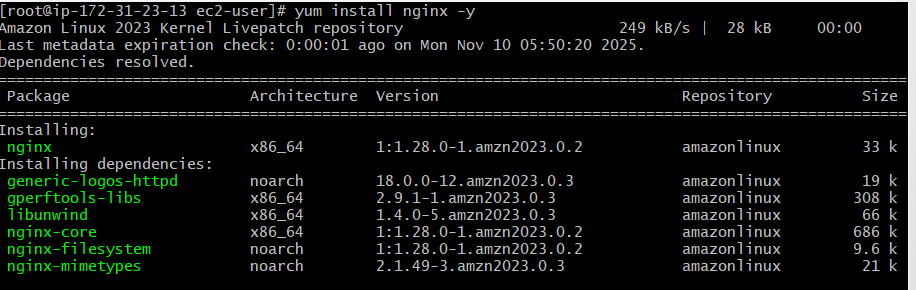 [root@ip-172-31-23-13 ec2-user]# yum install nginx -y
Amazon Linux 2023 Kernel Livepatch repository 249 kB/s | 28 kB 00:00
Last metadata expiration check: 0:00:01 ago on Mon Nov 10 05:50:20 2025.
Dependencies resolved.
================================================================================
Package Architecture Version Repository Size
================================================================================
Installing:
nginx x86_64 1:1.28.0-1.amzn2023.0.2 amazonlinux 33 k
Installing dependencies:
generic-logos-httpd noarch 18.0.0-12.amzn2023.0.3 amazonlinux 19 k
gperftools-libs x86_64 2.9.1-1.amzn2023.0.3 amazonlinux 308 k
libunwind x86_64 1.4.0-5.amzn2023.0.3 amazonlinux 66 k
nginx-core x86_64 1:1.28.0-1.amzn2023.0.2 amazonlinux 686 k
nginx-filesystem noarch 1:1.28.0-1.amzn2023.0.2 amazonlinux 9.6 k
nginx-mimetypes noarch 2.1.49-3.amzn2023.0.3 amazonlinux 21 k